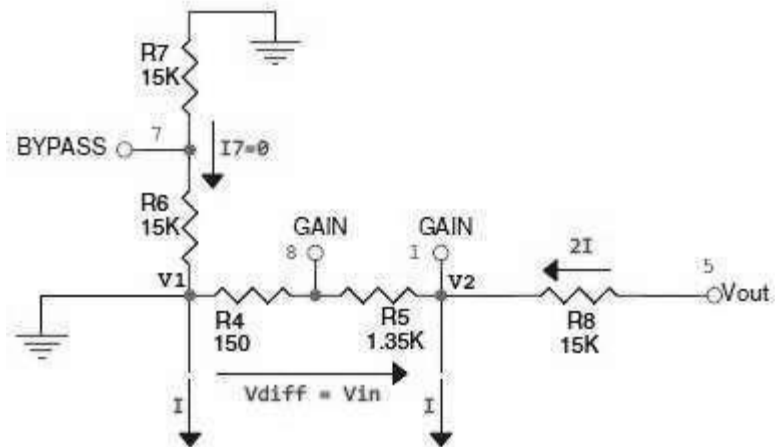 R7
15K
BYPASS
7
I7=0
R6
15K
GAIN
8
GAIN
1
2I
5
V1
V2
Vout
R4
150
R5
1.35K
R8
15K
I
Vdiff = Vin
I